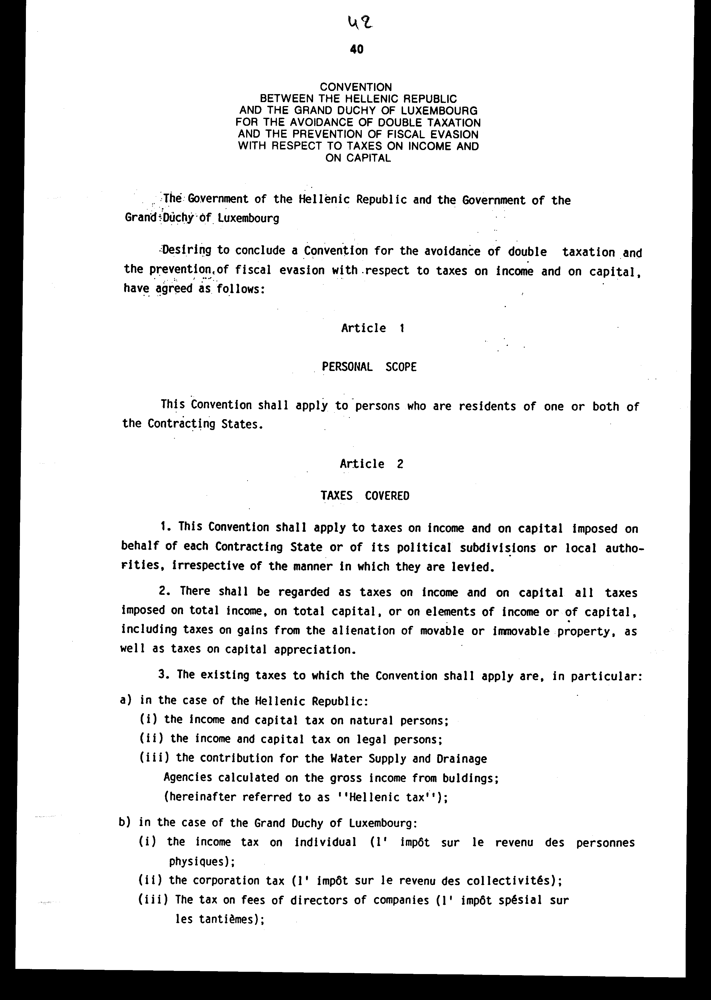 42
40
CONVENTION
BETWEEN THE HELLENIC REPUBLIC
AND THE GRAND DUCHY OF LUXEMBOURG
FOR THE AVOIDANCE OF DOUBLE TAXATION
AND THE PREVENTION OF FISCAL EVASION
WITH RESPECT TO TAXES ON INCOME AND
ON CAPITAL
The Government of the Hellenic Republic and the Government of the
Grand Duchy of Luxembourg
Desiring to conclude a Convention for the avoidance of double taxation and
the prevention of fiscal evasion with respect to taxes on income and on capital,
have agreed as follows:
Article 1
PERSONAL SCOPE
This Convention shall apply to persons who are residents of one or both of
the Contracting States.
Article 2
TAXES COVERED
1. This Convention shall apply to taxes on income and on capital imposed on
behalf of each Contracting State or of its political subdivisions or local autho-
rities, irrespective of the manner in which they are levied.
2. There shall be regarded as taxes on income and on capital all taxes
imposed on total income, on total capital, or on elements of income or of capital,
including taxes on gains from the alienation of movable or immovable property, as
well as taxes on capital appreciation.
3. The existing taxes to which the Convention shall apply are, in particular:
a) in the case of the Hellenic Republic:
(i) the income and capital tax on natural persons;
(ii) the income and capital tax on legal persons;
(iii) the contribution for the Water Supply and Drainage
Agencies calculated on the gross income from buldings;
(hereinafter referred to as ''Hellenic tax'');
b) in the case of the Grand Duchy of Luxembourg:
(i) the income tax on individual (l' impôt sur le revenu des personnes
physiques);
(ii) the corporation tax (l' impôt sur le revenu des collectivités);
(iii) The tax on fees of directors of companies (l' impôt spésial sur
les tantièmes);